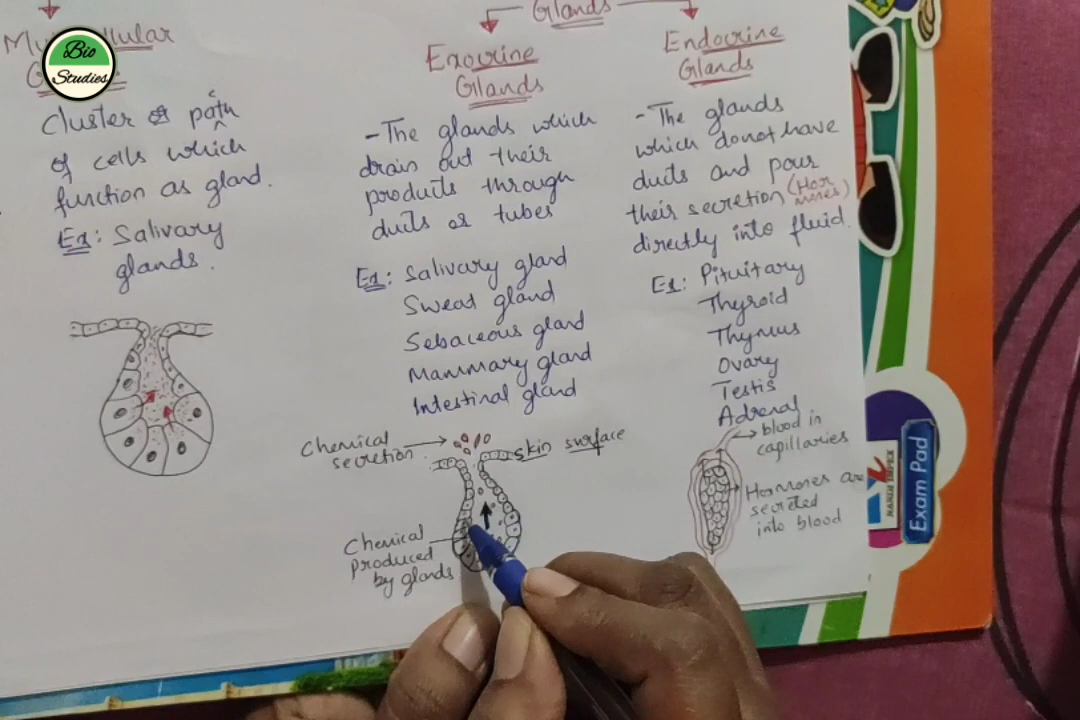 Glands
Bio
Studies
Cluster of patch
of cells which
function as gland.
Ex: Salivary
glands.
Exocrine
Glands
-The glands which
drain out their
products through
ducts or tubes
Ex: Salivary gland
Sweat gland
Sebaceous gland
Mammary gland
Intestinal gland
Chemical
secretion
skin surface
Chemical
produced
by glands
Endocrine
Glands
-The glands
which donot have
ducts and pour
their secretion (Hormones)
directly into fluid.
Ex: Pituitary
Thyroid
Thymus
Ovary
Testis
Adrenal
blood in
capillaries
Hormones are
secreted
into blood
Exam Pad
NANDI IMPEX